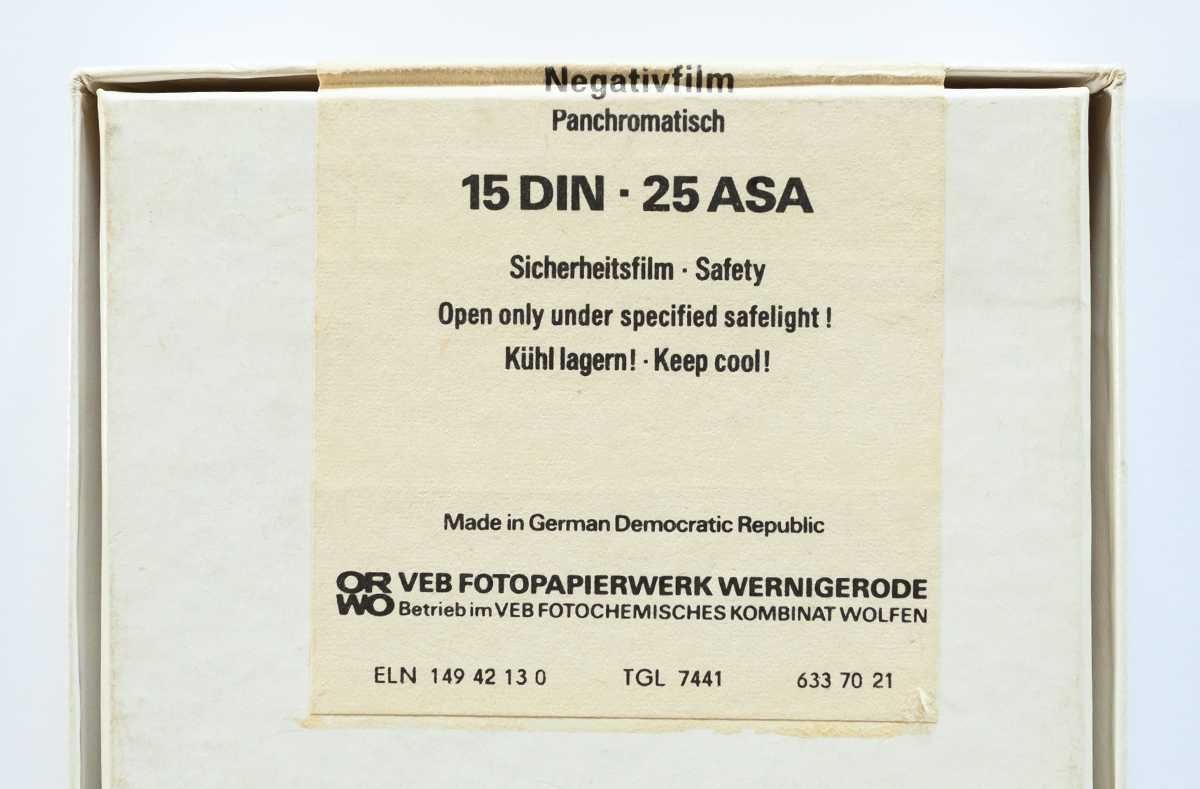 Negativfilm
Panchromatisch
15 DIN · 25 ASA
Sicherheitsfilm · Safety
Open only under specified safelight!
Kühl lagern! · Keep cool!
Made in German Democratic Republic
ORWO VEB FOTOPAPIERWERK WERNIGERODE
Betrieb im VEB FOTOCHEMISCHES KOMBINAT WOLFEN
ELN 149 42 13 0 TGL 7441 633 70 21